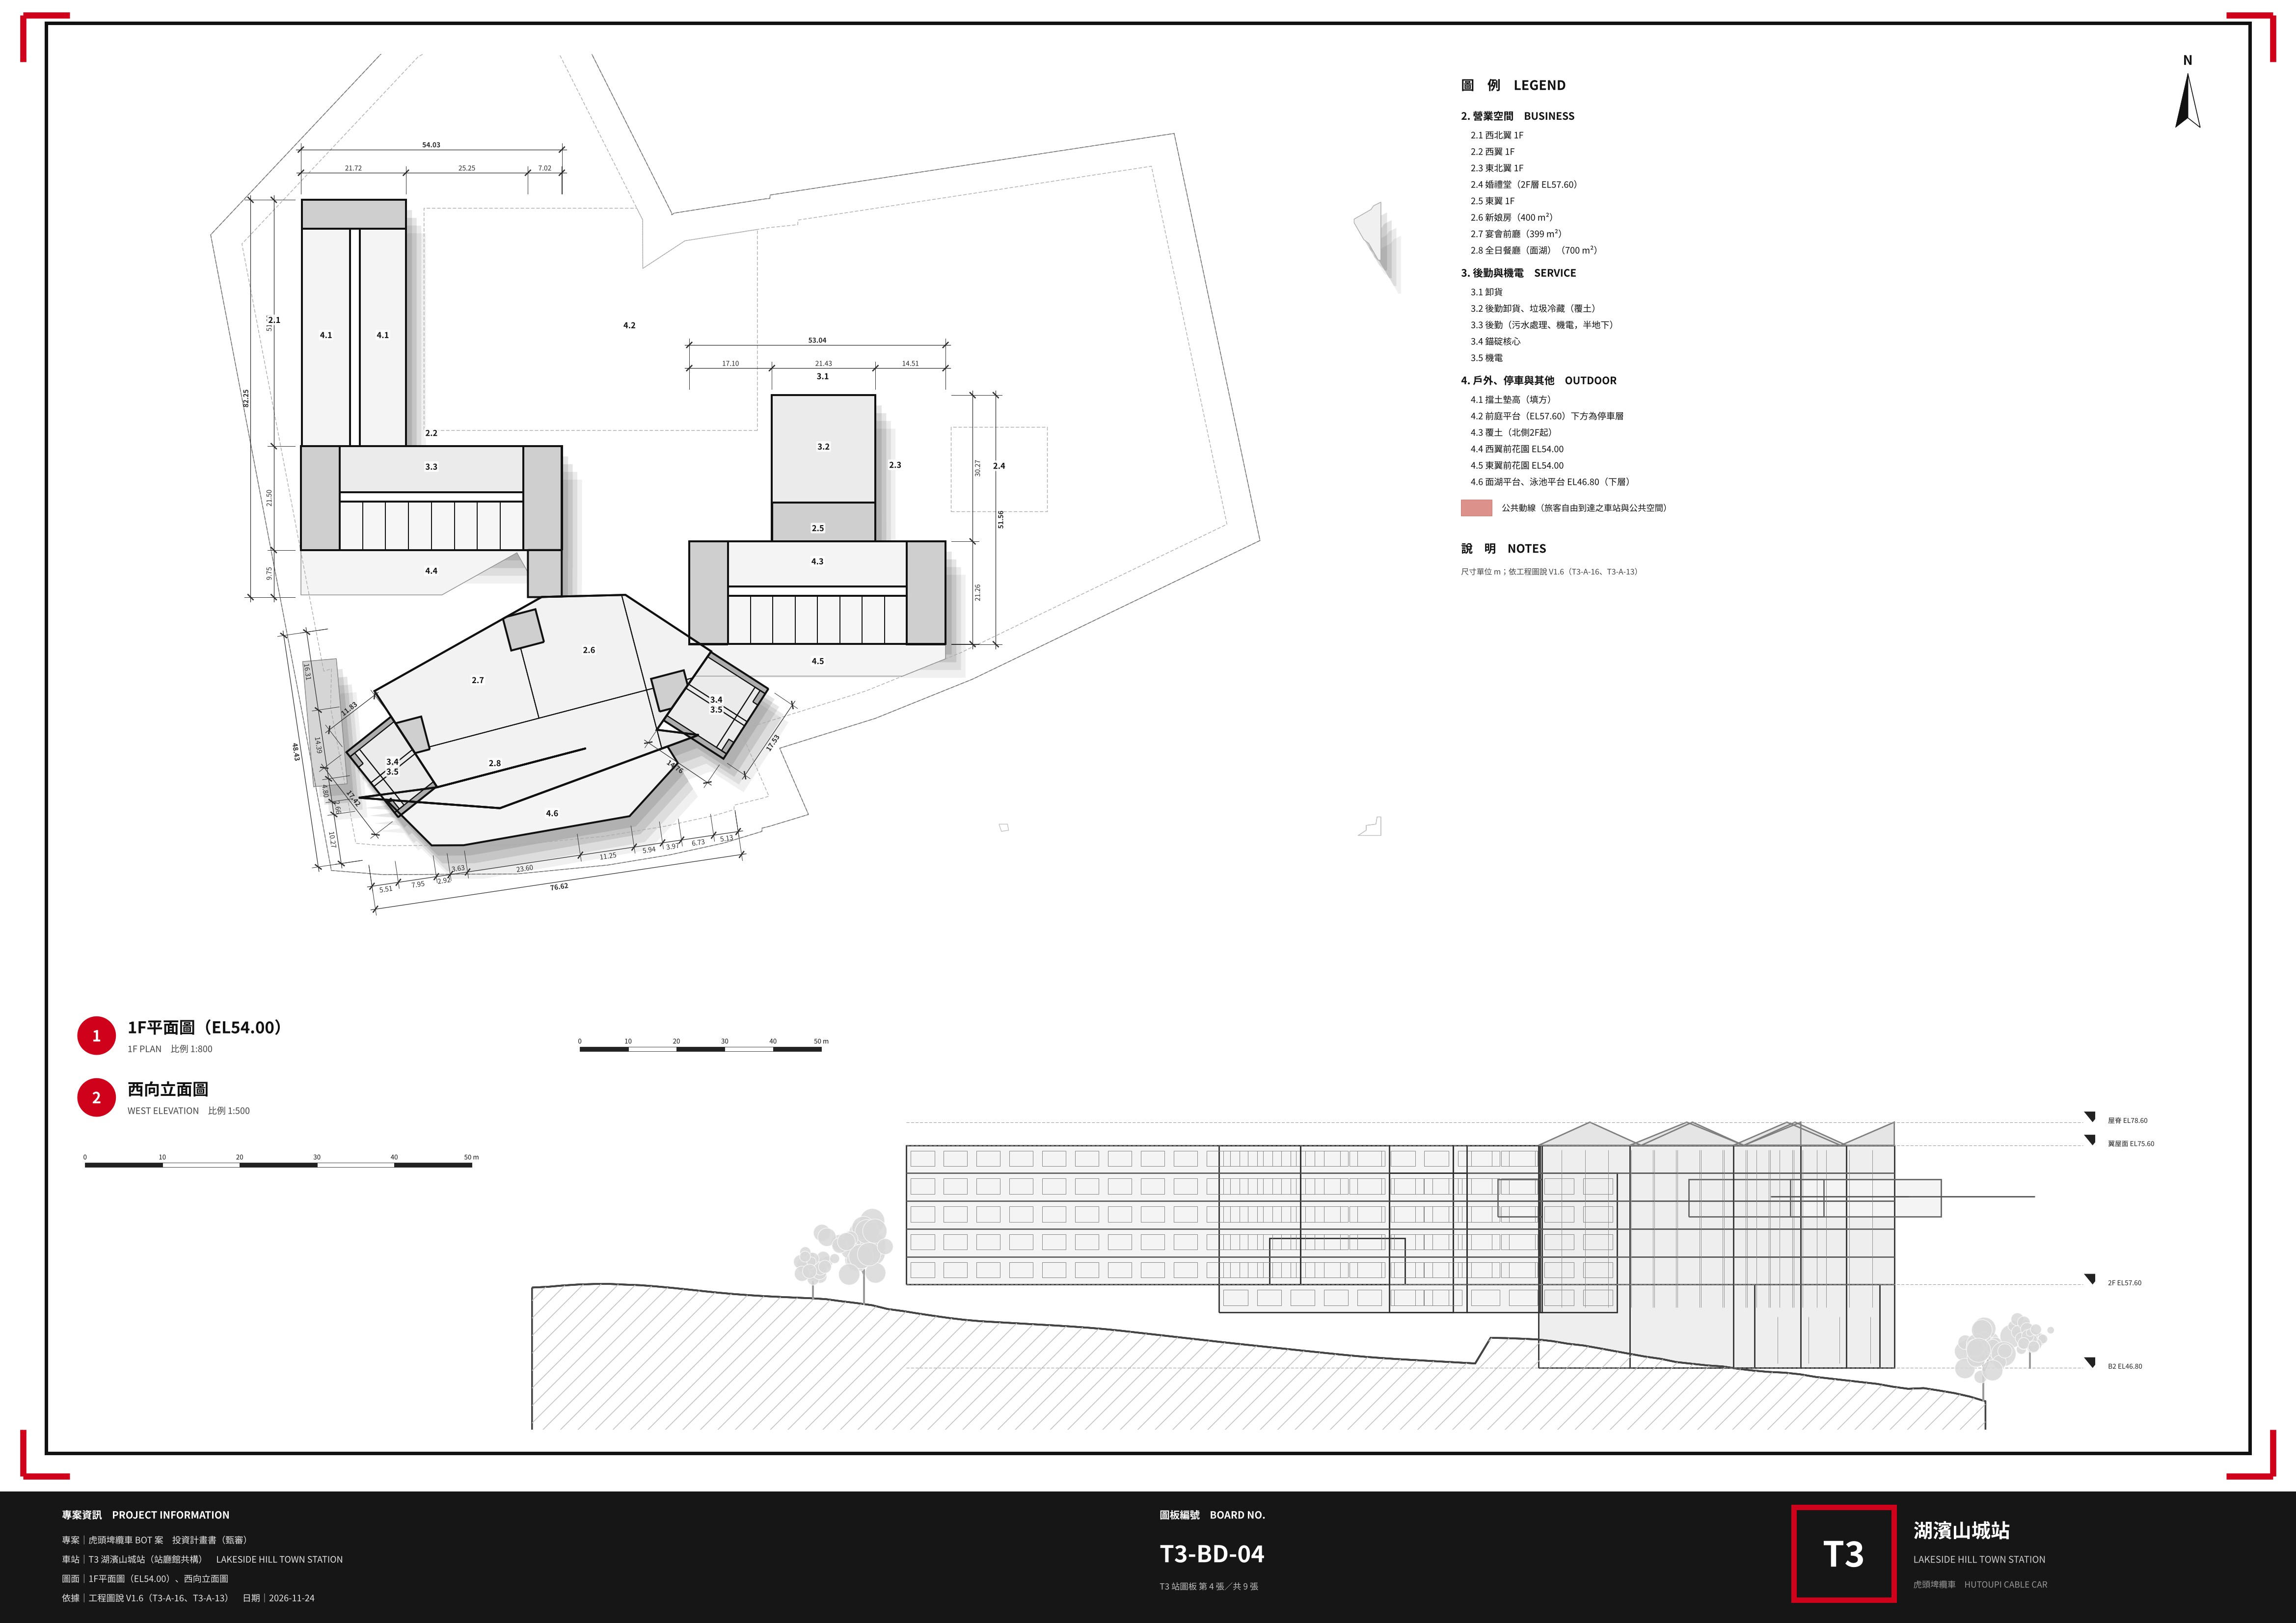 N
圖 例 LEGEND
2. 營業空間 BUSINESS
2.1 西北翼 1F
2.2 西翼 1F
2.3 東北翼 1F
2.4 婚禮堂（2F層 EL57.60）
2.5 東翼 1F
2.6 新娘房（400 m²）
2.7 宴會前廳（399 m²）
2.8 全日餐廳（面湖）（700 m²）
3. 後勤與機電 SERVICE
3.1 卸貨
3.2 後勤卸貨、垃圾冷藏（覆土）
3.3 後勤（污水處理、機電，半地下）
3.4 錨碇核心
3.5 機電
4. 戶外、停車與其他 OUTDOOR
4.1 擋土墊高（填方）
4.2 前庭平台（EL57.60）下方為停車層
4.3 覆土（北側2F起）
4.4 西翼前花園 EL54.00
4.5 東翼前花園 EL54.00
4.6 面湖平台、泳池平台 EL46.80（下層）
公共動線（旅客自由到達之車站與公共空間）
說 明 NOTES
尺寸單位 m；依工程圖說 V1.6（T3-A-16、T3-A-13）
54.03
21.72 25.25 7.02
2.1
4.1 4.1
4.2
82.25
53.04
17.10 21.43 14.51
3.1
2.2
3.3
3.2
2.3
30.27
2.4
21.50
51.56
2.5
4.3
9.75
4.4
21.26
2.6
4.5
16.31
2.7
3.4
3.5
11.83
48.43
14.39
17.53
3.4
3.5
2.8
14.76
4.80
17.42
2.66
4.6
10.27
5.51 7.95 2.92 3.63 23.60 11.25 5.94 3.97 6.73 5.13
76.62
1
1F平面圖（EL54.00）
1F PLAN 比例 1:800
0 10 20 30 40 50 m
2
西向立面圖
WEST ELEVATION 比例 1:500
0 10 20 30 40 50 m
屋脊 EL78.60
翼屋面 EL75.60
2F EL57.60
B2 EL46.80
專案資訊 PROJECT INFORMATION
專案｜虎頭埤纜車 BOT 案 投資計畫書（甄審）
車站｜T3 湖濱山城站（站廳館共構） LAKESIDE HILL TOWN STATION
圖面｜1F平面圖（EL54.00）、西向立面圖
依據｜工程圖說 V1.6（T3-A-16、T3-A-13） 日期｜2026-11-24
圖板編號 BOARD NO.
T3-BD-04
T3 站圖板 第 4 張／共 9 張
T3
湖濱山城站
LAKESIDE HILL TOWN STATION
虎頭埤纜車 HUTOUPI CABLE CAR